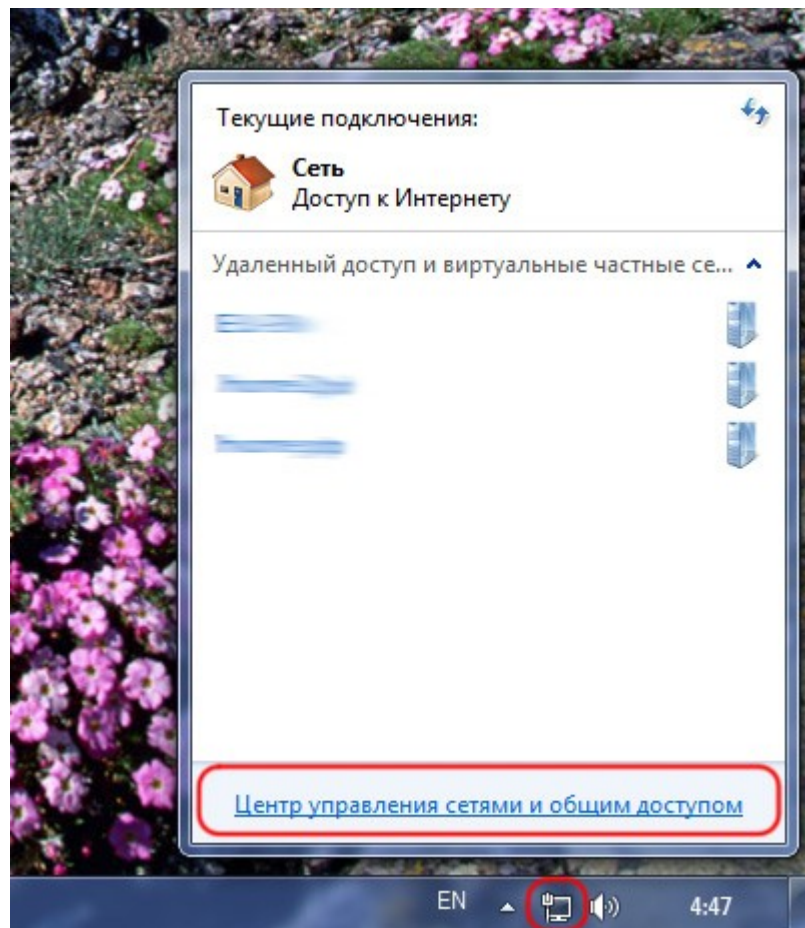 Текущие подключения:
Сеть
Доступ к Интернету
Удаленный доступ и виртуальные частные се...
Центр управления сетями и общим доступом
EN
4:47